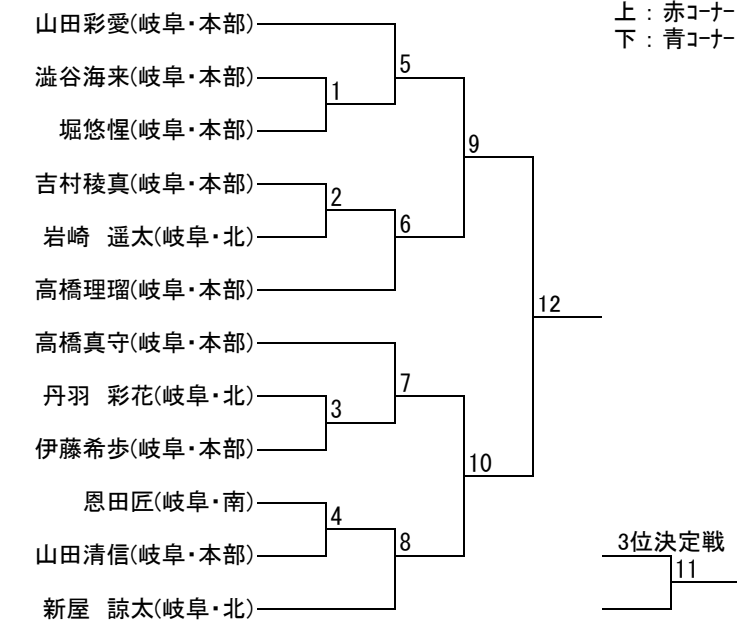 上：赤ｺｰﾅｰ
下：青ｺｰﾅｰ
山田彩愛(岐阜・本部)
澁谷海来(岐阜・本部)
堀悠惺(岐阜・本部)
吉村稜真(岐阜・本部)
岩崎　遥太(岐阜・北)
高橋理瑠(岐阜・本部)
高橋真守(岐阜・本部)
丹羽　彩花(岐阜・北)
伊藤希歩(岐阜・本部)
恩田匠(岐阜・南)
山田清信(岐阜・本部)
新屋　諒太(岐阜・北)
1
2
3
4
5
6
7
8
9
10
12
3位決定戦
11